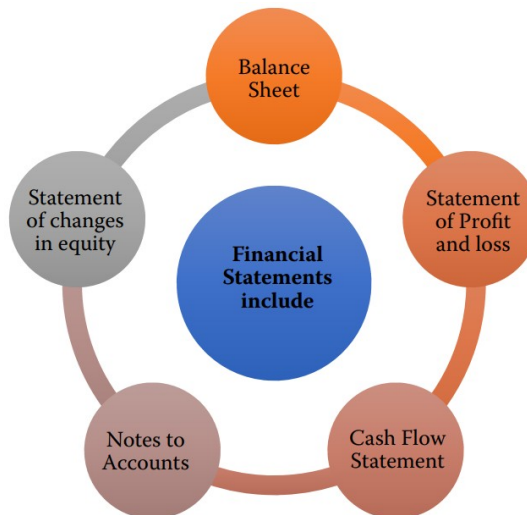 Balance
Sheet
Statement
of Profit
and loss
Cash Flow
Statement
Notes to
Accounts
Statement
of changes
in equity
Financial
Statements
include